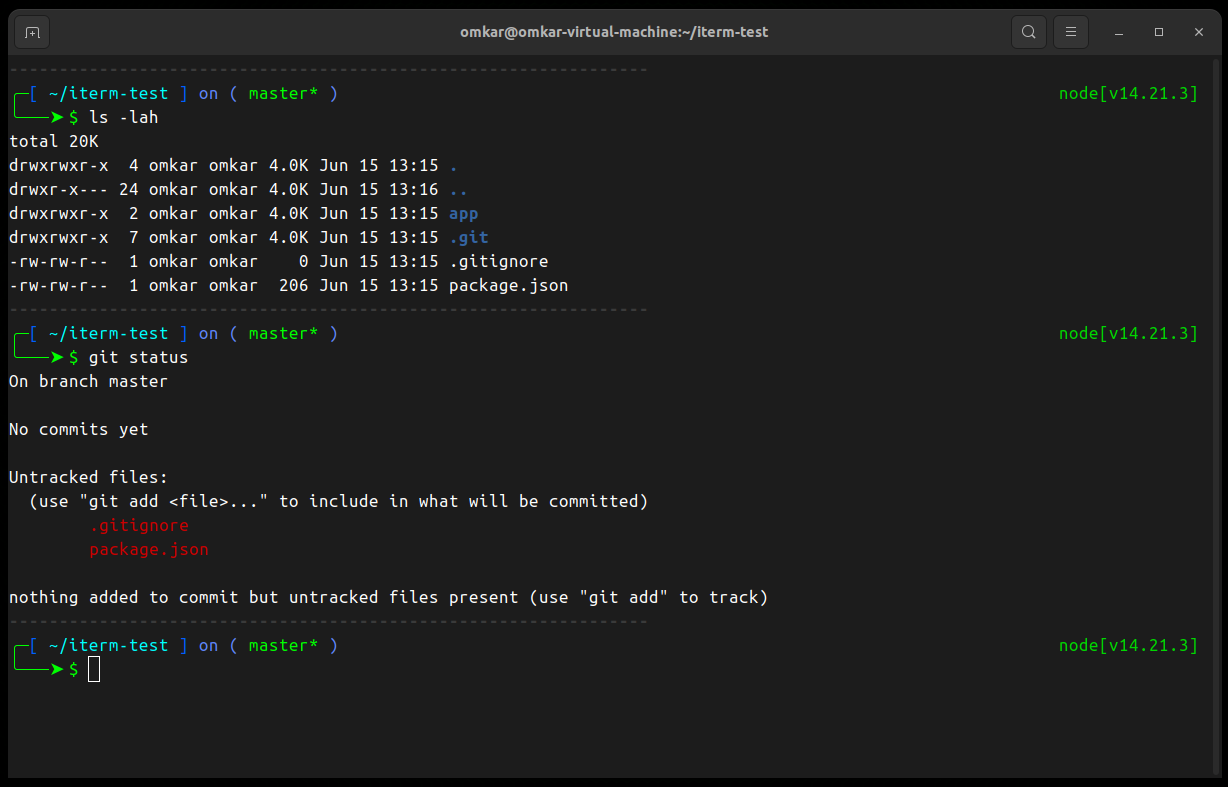 omkar@omkar-virtual-machine:~/iterm-test
--------------------------------------------------------------
[ ~/iterm-test ] on ( master* ) node[v14.21.3]
➤ $ ls -lah
total 20K
drwxrwxr-x  4 omkar omkar 4.0K Jun 15 13:15 .
drwxr-x--- 24 omkar omkar 4.0K Jun 15 13:16 ..
drwxrwxr-x  2 omkar omkar 4.0K Jun 15 13:15 app
drwxrwxr-x  7 omkar omkar 4.0K Jun 15 13:15 .git
-rw-rw-r--  1 omkar omkar    0 Jun 15 13:15 .gitignore
-rw-rw-r--  1 omkar omkar  206 Jun 15 13:15 package.json
--------------------------------------------------------------
[ ~/iterm-test ] on ( master* ) node[v14.21.3]
➤ $ git status
On branch master
No commits yet
Untracked files:
  (use "git add <file>..." to include in what will be committed)
        .gitignore
        package.json
nothing added to commit but untracked files present (use "git add" to track)
--------------------------------------------------------------
[ ~/iterm-test ] on ( master* ) node[v14.21.3]
➤ $